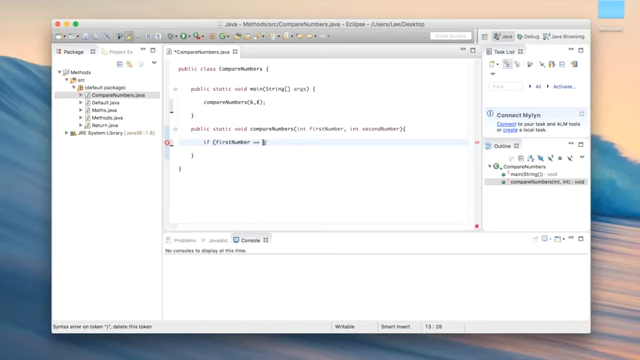 Java - Methods/src/CompareNumbers.java - Eclipse - /Users/Lee/Desktop
Quick Access
Java
Debug
Java Browsing
Package
Project Ex
*CompareNumbers.java
Task List
Methods
src
(default package)
CompareNumbers.java
Default.java
Maths.java
Methods.java
Return.java
JRE System Library [JavaSE-1.8]
public class CompareNumbers {
public static void main(String[] args) {
compareNumbers(6,8);
}
public static void compareNumbers(int firstNumber, int secondNumber){
if (firstNumber ==
}
}
Find
All
Activate...
Connect Mylyn
Connect to your task and ALM tools
or create a local task.
Outline
CompareNumbers
main(String[]) : void
compareNumbers(int, int) : void
Problems
Javadoc
Console
No consoles to display at this time.
Syntax error on token ")", delete this token
Writable
Smart Insert
13 : 28